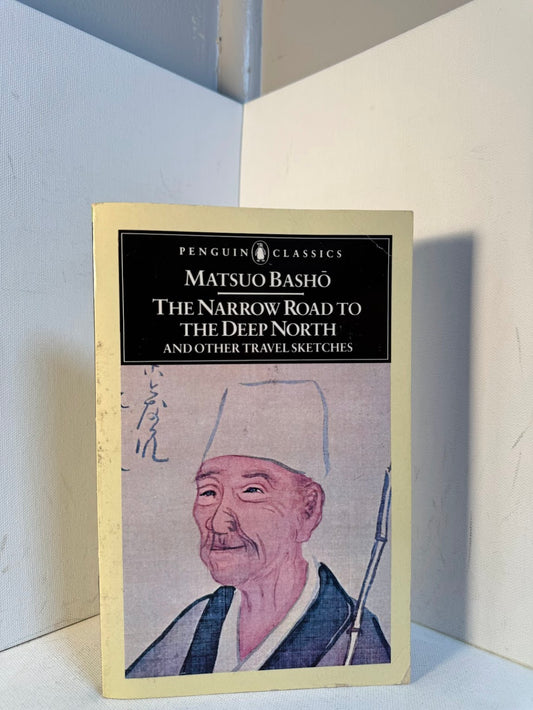 PENGUIN CLASSICS
MATSUO BASHŌ
THE NARROW ROAD TO
THE DEEP NORTH
AND OTHER TRAVEL SKETCHES